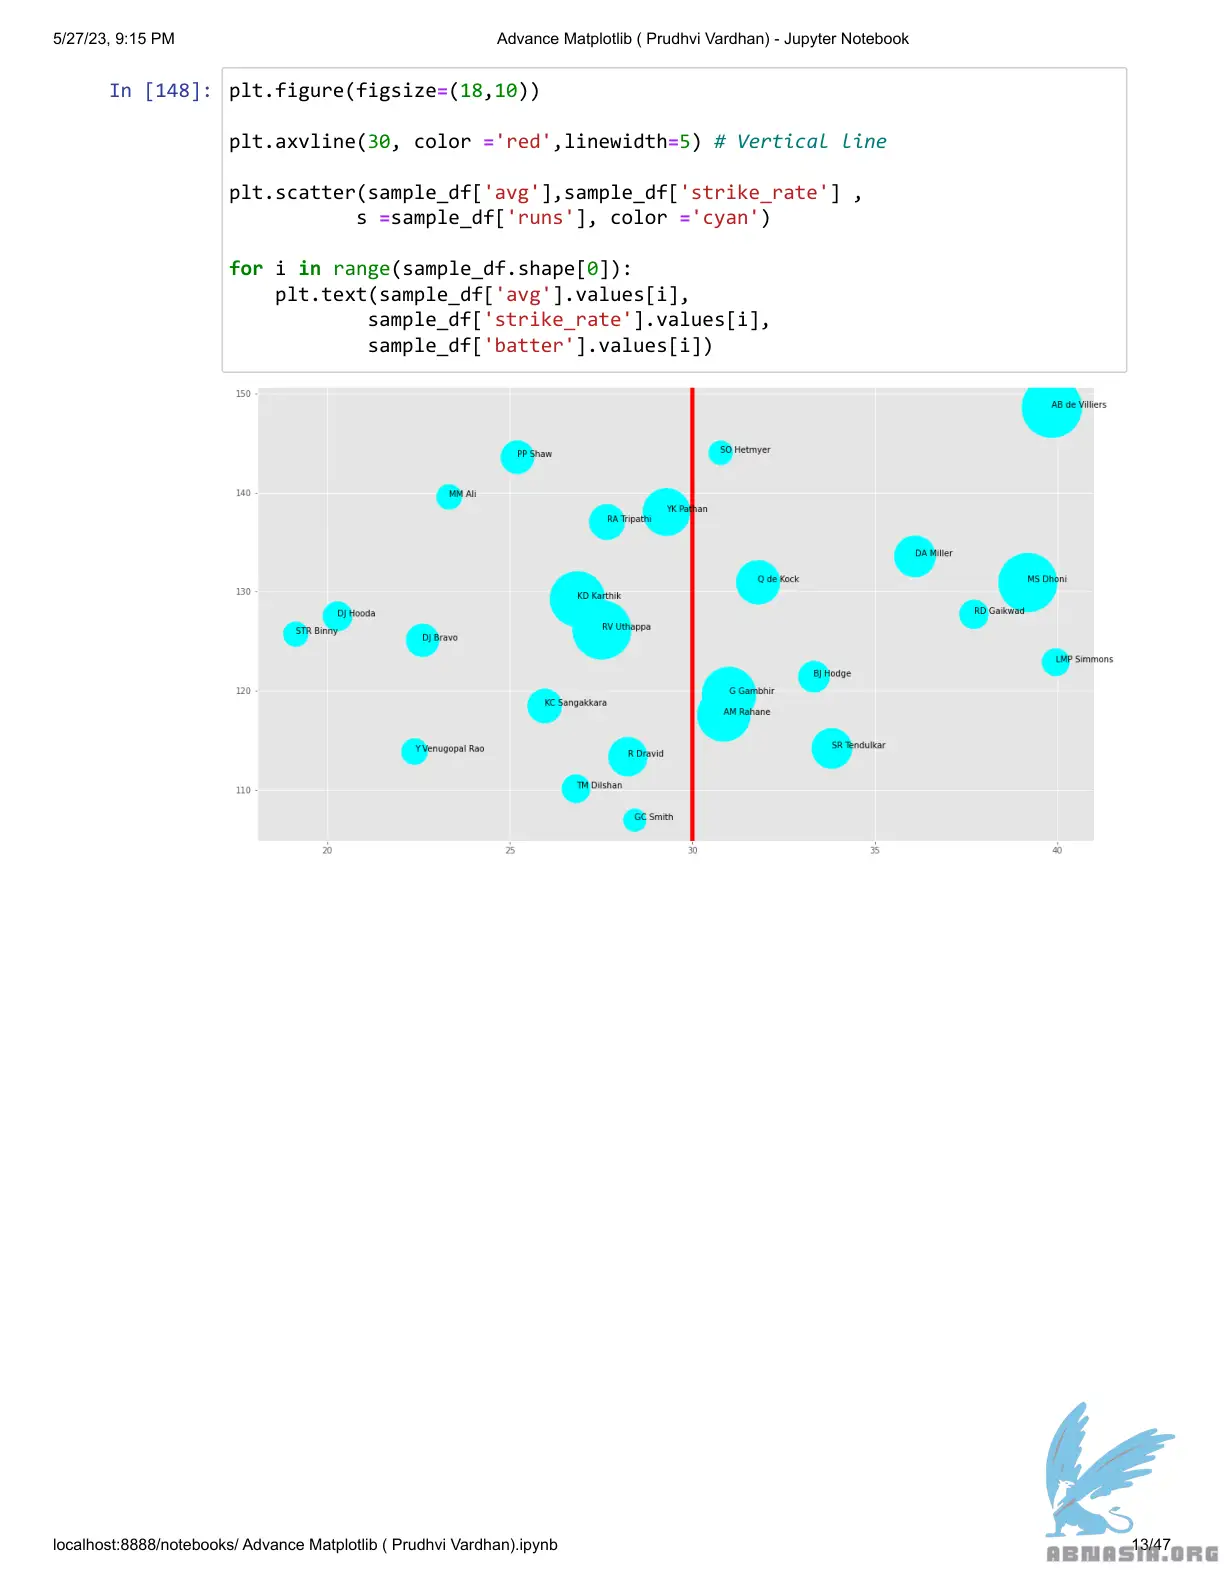 5/27/23, 9:15 PM
Advance Matplotlib ( Prudhvi Vardhan) - Jupyter Notebook
In [148]:
plt.figure(figsize=(18,10))
plt.axvline(30, color ='red',linewidth=5) # Vertical line
plt.scatter(sample_df['avg'],sample_df['strike_rate'] ,
s =sample_df['runs'], color ='cyan')
for i in range(sample_df.shape[0]):
plt.text(sample_df['avg'].values[i],
sample_df['strike_rate'].values[i],
sample_df['batter'].values[i])
150
AB de Villiers
SO Hetmyer
PP Shaw
140
MM Ali
YK Pathan
RA Tripathi
DA Miller
130
Q de Kock
MS Dhoni
KD Karthik
DJ Hooda
RD Gaikwad
STR Binny
RV Uthappa
DJ Bravo
LMP Simmons
BJ Hodge
120
G Gambhir
KC Sangakkara
AM Rahane
Y Venugopal Rao
SR Tendulkar
R Dravid
110
TM Dilshan
GC Smith
20
25
30
35
40
localhost:8888/notebooks/ Advance Matplotlib ( Prudhvi Vardhan).ipynb
13/47
ABMASIA.ORG